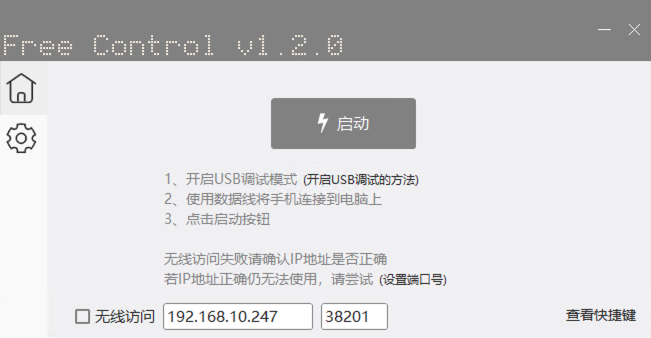 Free Control v1.2.0
启动
1、开启USB调试模式 (开启USB调试的方法)
2、使用数据线将手机连接到电脑上
3、点击启动按钮
无线访问失败请确认IP地址是否正确
若IP地址正确仍无法使用，请尝试 (设置端口号)
无线访问 192.168.10.247 38201 查看快捷键